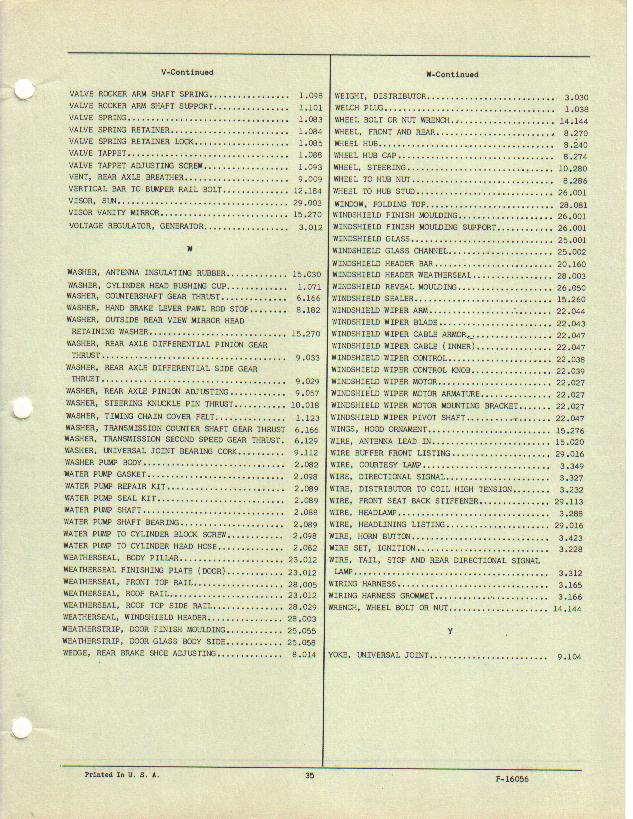 V-Continued
VALVE ROCKER ARM SHAFT SPRING................ 1.098
VALVE ROCKER ARM SHAFT SUPPORT............... 1.101
VALVE SPRING................................. 1.083
VALVE SPRING RETAINER........................ 1.084
VALVE SPRING RETAINER LOCK................... 1.085
VALVE TAPPET................................. 1.088
VALVE TAPPET ADJUSTING SCREW................. 1.093
VENT, REAR AXLE BREATHER..................... 9.009
VERTICAL BAR TO BUMPER RAIL BOLT............. 12.184
VISOR, SUN................................... 29.003
VISOR VANITY MIRROR.......................... 15.270
VOLTAGE REGULATOR, GENERATOR................. 3.012
W
WASHER, ANTENNA INSULATING RUBBER............ 15.030
WASHER, CYLINDER HEAD BUSHING CUP............ 1.071
WASHER, COUNTERSHAFT GEAR THRUST............. 6.166
WASHER, HAND BRAKE LEVER PAWL ROD STOP....... 8.182
WASHER, OUTSIDE REAR VIEW MIRROR HEAD
RETAINING WASHER............................ 15.270
WASHER, REAR AXLE DIFFERENTIAL PINION GEAR
THRUST...................................... 9.033
WASHER, REAR AXLE DIFFERENTIAL SIDE GEAR
THRUST...................................... 9.029
WASHER, REAR AXLE PINION ADJUSTING........... 9.057
WASHER, STEERING KNUCKLE PIN THRUST.......... 10.018
WASHER, TIMING CHAIN COVER FELT.............. 1.123
WASHER, TRANSMISSION COUNTER SHAFT GEAR THRUST 6.166
WASHER, TRANSMISSION SECOND SPEED GEAR THRUST. 6.129
WASHER, UNIVERSAL JOINT BEARING CORK......... 9.112
WASHER PUMP BODY............................. 2.082
WATER PUMP GASKET............................ 2.098
WATER PUMP REPAIR KIT........................ 2.089
WATER PUMP SEAL KIT.......................... 2.089
WATER PUMP SHAFT............................. 2.088
WATER PUMP SHAFT BEARING..................... 2.089
WATER PUMP TO CYLINDER BLOCK SCREW........... 2.098
WATER PUMP TO CYLINDER HEAD HOSE............. 2.082
WEATHERSEAL, BODY PILLAR..................... 23.012
WEATHERSEAL FINISHING PLATE (DOOR)........... 23.012
WEATHERSEAL, FRONT TOP RAIL.................. 28.005
WEATHERSEAL, ROOF RAIL....................... 23.012
WEATHERSEAL, ROOF TOP SIDE RAIL.............. 28.029
WEATHERSEAL, WINDSHIELD HEADER............... 28.003
WEATHERSTRIP, DOOR FINISH MOULDING........... 25.055
WEATHERSTRIP, DOOR GLASS BODY SIDE........... 25.058
WEDGE, REAR BRAKE SHOE ADJUSTING............. 8.014
W-Continued
WEIGHT, DISTRIBUTOR.......................... 3.030
WELCH PLUG................................... 1.038
WHEEL BOLT OR NUT WRENCH..................... 14.144
WHEEL, FRONT AND REAR........................ 8.270
WHEEL HUB.................................... 8.240
WHEEL HUB CAP................................ 8.274
WHEEL, STEERING.............................. 10.280
WHEEL TO HUB NUT............................. 8.286
WHEEL TO HUB STUD............................ 26.001
WINDOW, FOLDING TOP.......................... 28.081
WINDSHIELD FINISH MOULDING................... 26.001
WINDSHIELD FINISH MOULDING SUPPORT........... 26.001
WINDSHIELD GLASS............................. 25.001
WINDSHIELD GLASS CHANNEL..................... 25.002
WINDSHIELD HEADER BAR........................ 20.160
WINDSHIELD HEADER WEATHERSEAL................ 28.003
WINDSHIELD REVEAL MOULDING................... 26.050
WINDSHIELD SEALER............................ 15.260
WINDSHIELD WIPER ARM......................... 22.044
WINDSHIELD WIPER BLADE....................... 22.043
WINDSHIELD WIPER CABLE ARMOR................. 22.047
WINDSHIELD WIPER CABLE (INNER)............... 22.047
WINDSHIELD WIPER CONTROL..................... 22.038
WINDSHIELD WIPER CONTROL KNOB................ 22.039
WINDSHIELD WIPER MOTOR....................... 22.027
WINDSHIELD WIPER MOTOR ARMATURE.............. 22.027
WINDSHIELD WIPER MOTOR MOUNTING BRACKET...... 22.027
WINDSHIELD WIPER PIVOT SHAFT................. 22.047
WINGS, HOOD ORNAMENT......................... 15.276
WIRE, ANTENNA LEAD IN........................ 15.020
WIRE BUFFER FRONT LISTING.................... 29.016
WIRE, COURTESY LAMP.......................... 3.349
WIRE, DIRECTIONAL SIGNAL..................... 3.327
WIRE, DISTRIBUTOR TO COIL HIGH TENSION....... 3.232
WIRE, FRONT SEAT BACK STIFFENER.............. 29.113
WIRE, HEADLAMP............................... 3.288
WIRE, HEADLINING LISTING..................... 29.016
WIRE, HORN BUTTON............................ 3.423
WIRE SET, IGNITION........................... 3.228
WIRE, TAIL, STOP AND REAR DIRECTIONAL SIGNAL
LAMP........................................ 3.312
WIRING HARNESS............................... 3.165
WIRING HARNESS GROMMET....................... 3.166
WRENCH, WHEEL BOLT OR NUT.................... 14.144
Y
YOKE, UNIVERSAL JOINT........................ 9.104
Printed In U. S. A. 35 F-16056